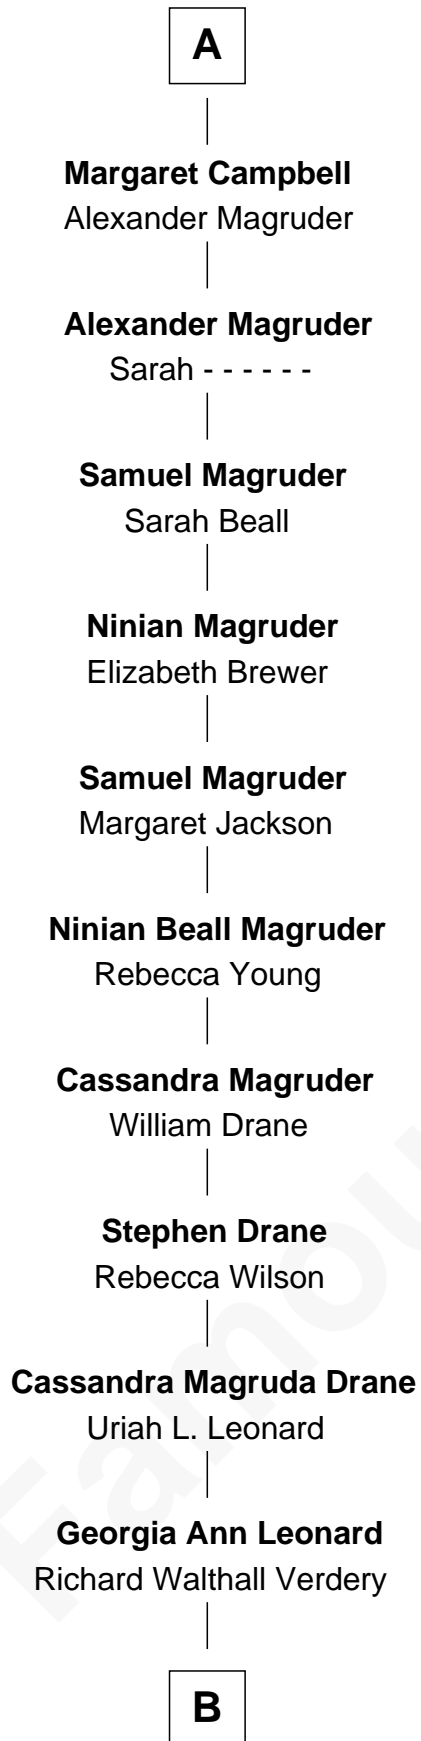 A
Margaret Campbell
Alexander Magruder
Alexander Magruder
Sarah - - - - - -
Samuel Magruder
Sarah Beall
Ninian Magruder
Elizabeth Brewer
Samuel Magruder
Margaret Jackson
Ninian Beall Magruder
Rebecca Young
Cassandra Magruder
William Drane
Stephen Drane
Rebecca Wilson
Cassandra Magruda Drane
Uriah L. Leonard
Georgia Ann Leonard
Richard Walthall Verdery
B
Famou